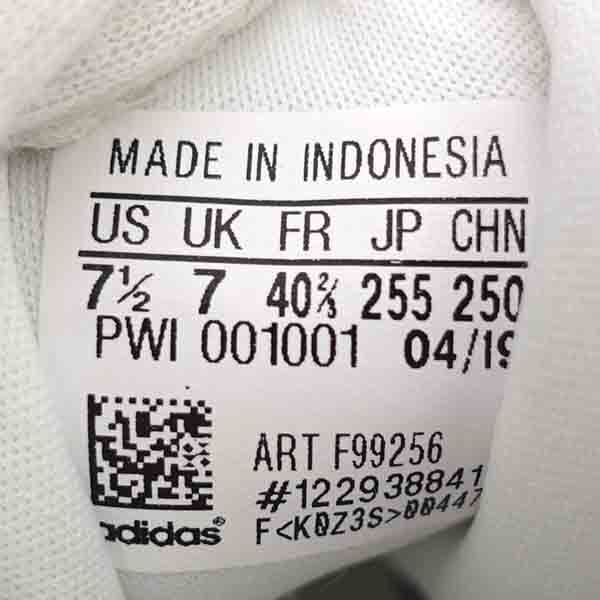 MADE IN INDONESIA
US UK FR JP CHN
7½ 7 40⅔ 255 250
PWI 001001 04/19
ART F99256
#122938841
F<K0Z3S>00447
adidas®